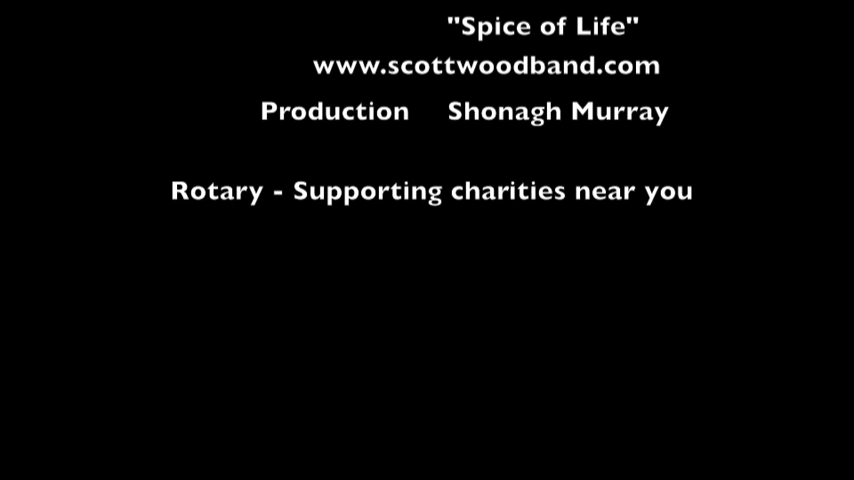 "Spice of Life"
www.scottwoodband.com
Production Shonagh Murray
Rotary - Supporting charities near you